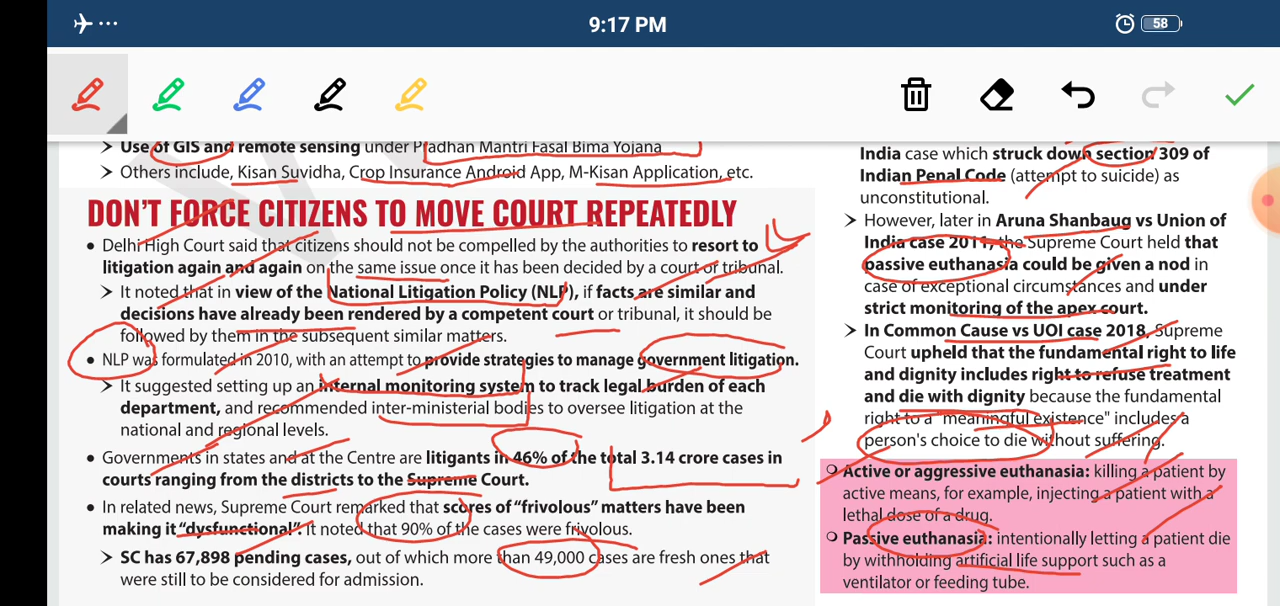 9:17 PM
58
➤ Use of GIS and remote sensing under Pradhan Mantri Fasal Bima Yojana
➤ Others include, Kisan Suvidha, Crop Insurance Android App, M-Kisan Application, etc.
DON'T FORCE CITIZENS TO MOVE COURT REPEATEDLY
• Delhi High Court said that citizens should not be compelled by the authorities to resort to
litigation again and again on the same issue once it has been decided by a court or tribunal.
➤ It noted that in view of the National Litigation Policy (NLP), if facts are similar and
decisions have already been rendered by a competent court or tribunal, it should be
followed by them in the subsequent similar matters.
• NLP was formulated in 2010, with an attempt to provide strategies to manage government litigation.
➤ It suggested setting up an internal monitoring system to track legal burden of each
department, and recommended inter-ministerial bodies to oversee litigation at the
national and regional levels.
• Governments in states and at the Centre are litigants in 46% of the total 3.14 crore cases in
courts ranging from the districts to the Supreme Court.
• In related news, Supreme Court remarked that scores of "frivolous" matters have been
making it "dysfunctional". It noted that 90% of the cases were frivolous.
➤ SC has 67,898 pending cases, out of which more than 49,000 cases are fresh ones that
were still to be considered for admission.
India case which struck down section 309 of
Indian Penal Code (attempt to suicide) as
unconstitutional.
➤ However, later in Aruna Shanbaug vs Union of
India case 2011, the Supreme Court held that
passive euthanasia could be given a nod in
case of exceptional circumstances and under
strict monitoring of the apex court.
➤ In Common Cause vs UOI case 2018, Supreme
Court upheld that the fundamental right to life
and dignity includes right to refuse treatment
and die with dignity because the fundamental
right to a "meaningful existence" includes a
person's choice to die without suffering.
○ Active or aggressive euthanasia: killing a patient by
active means, for example, injecting a patient with a
lethal dose of a drug.
○ Passive euthanasia: intentionally letting a patient die
by withholding artificial life support such as a
ventilator or feeding tube.